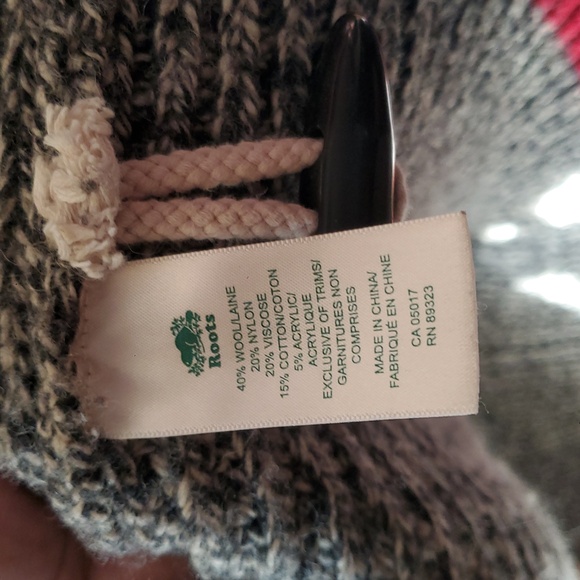 Roots
40% WOOL/LAINE
20% NYLON
20% VISCOSE
15% COTTON/COTON
5% ACRYLIC/
ACRYLIQUE
EXCLUSIVE OF TRIMS/
GARNITURES NON
COMPRISES
MADE IN CHINA/
FABRIQUÉ EN CHINE
CA 05017
RN 89323